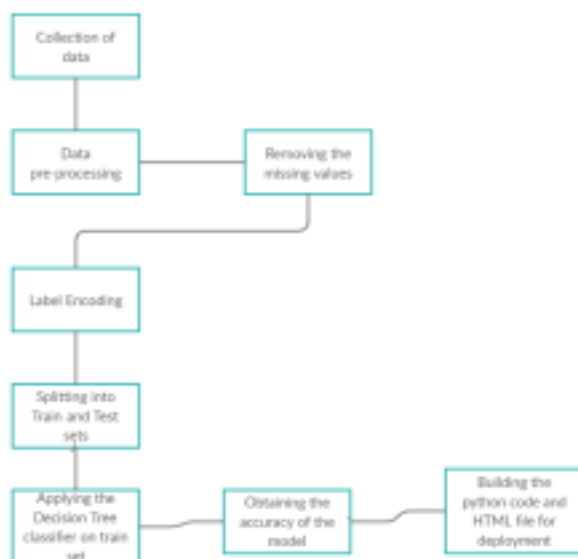 Collection of
data
Data
pre-processing
Removing the
missing values
Label Encoding
Splitting into
Train and Test
sets
Applying the
Decision Tree
classifier on train
set
Obtaining the
accuracy of the
model
Building the
python code and
HTML file for
deployment